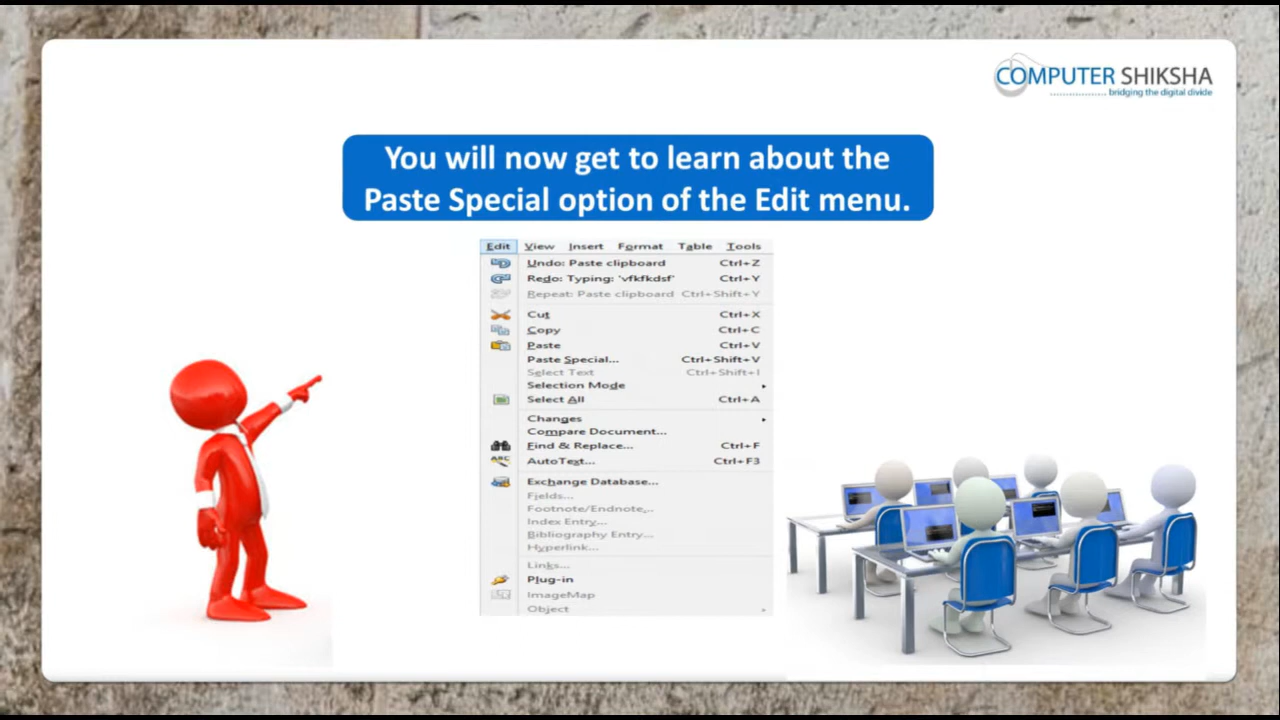 COMPUTER SHIKSHA
bridging the digital divide
You will now get to learn about the
Paste Special option of the Edit menu.
Edit View Insert Format Table Tools
Undo: Paste clipboard Ctrl+Z
Redo: Typing: 'vfkfkdsf' Ctrl+Y
Repeat: Paste clipboard Ctrl+Shift+Y
Cut Ctrl+X
Copy Ctrl+C
Paste Ctrl+V
Paste Special... Ctrl+Shift+V
Select Text Ctrl+Shift+I
Selection Mode
Select All Ctrl+A
Changes
Compare Document...
Find & Replace... Ctrl+F
ABC AutoText... Ctrl+F3
Exchange Database...
Fields...
Footnote/Endnote...
Index Entry...
Bibliography Entry...
Hyperlink...
Links...
Plug-in
ImageMap
Object